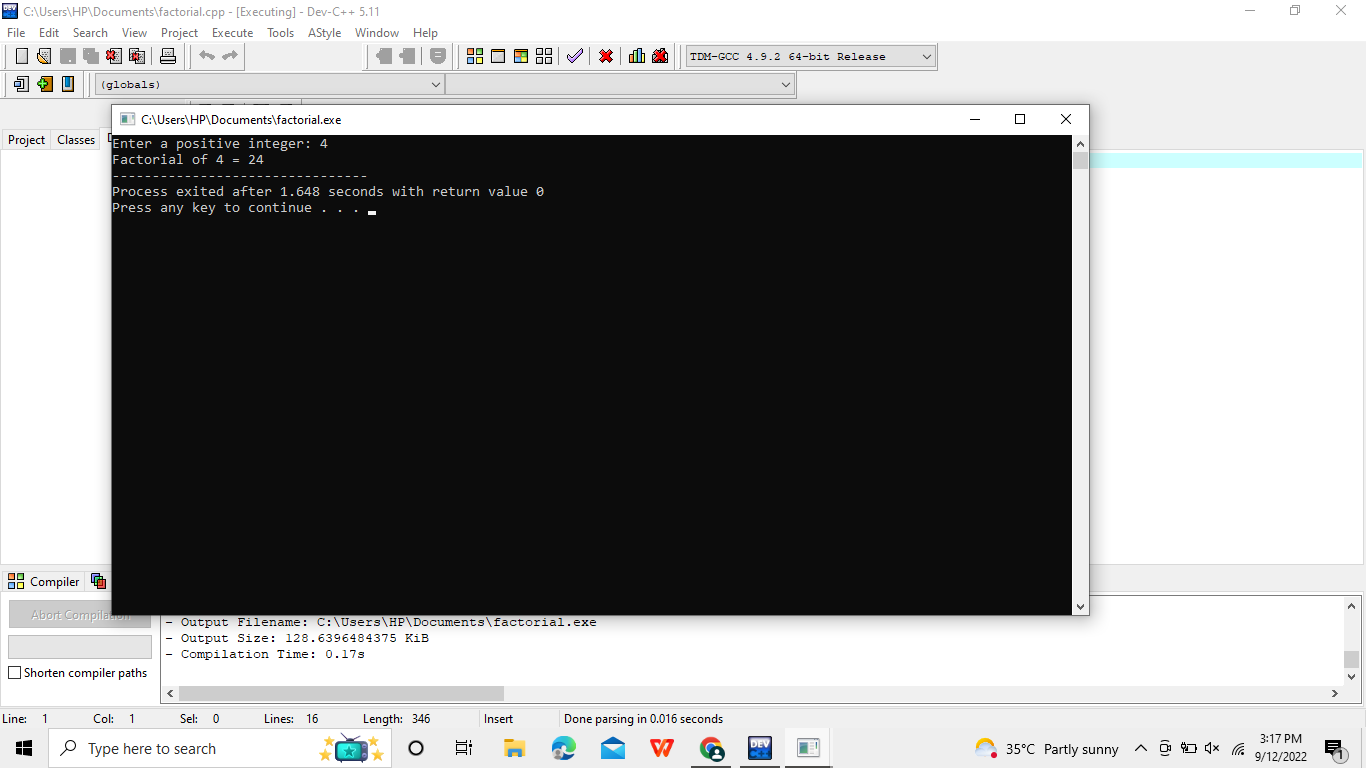 C:\Users\HP\Documents\factorial.cpp - [Executing] - Dev-C++ 5.11
File Edit Search View Project Execute Tools AStyle Window Help
TDM-GCC 4.9.2 64-bit Release
(globals)
C:\Users\HP\Documents\factorial.exe
Project Classes
Enter a positive integer: 4
Factorial of 4 = 24
--------------------------------
Process exited after 1.648 seconds with return value 0
Press any key to continue . . .
Compiler
Abort Compilation
- Output Filename: C:\Users\HP\Documents\factorial.exe
- Output Size: 128.6396484375 KiB
- Compilation Time: 0.17s
Shorten compiler paths
Line: 1 Col: 1 Sel: 0 Lines: 16 Length: 346 Insert Done parsing in 0.016 seconds
Type here to search
DEV
35°C Partly sunny
3:17 PM
9/12/2022
1